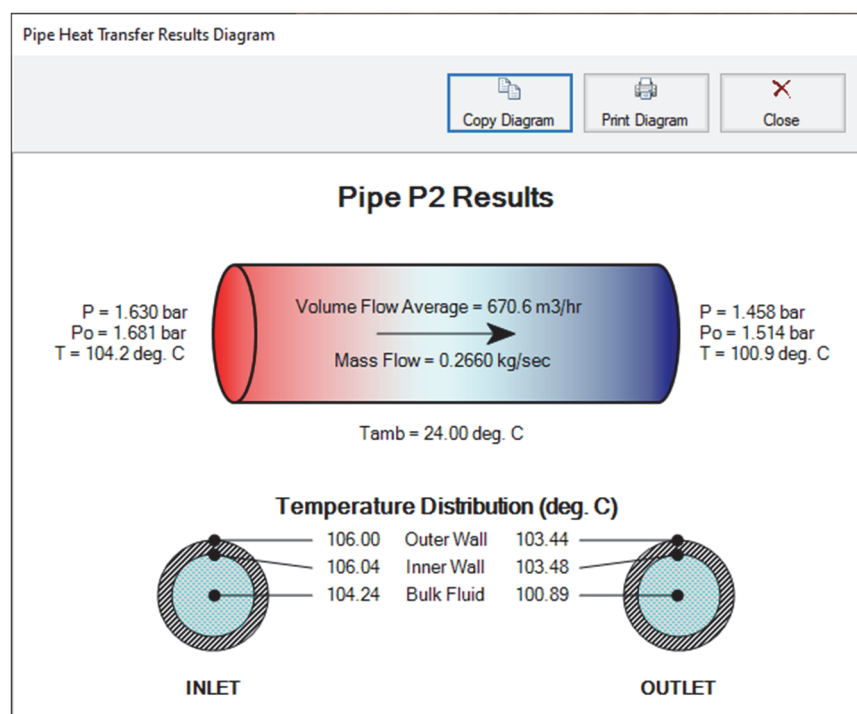 Pipe Heat Transfer Results Diagram
Copy Diagram Print Diagram Close
Pipe P2 Results
P = 1.630 bar
Po = 1.681 bar
T = 104.2 deg. C
Volume Flow Average = 670.6 m3/hr
Mass Flow = 0.2660 kg/sec
P = 1.458 bar
Po = 1.514 bar
T = 100.9 deg. C
Tamb = 24.00 deg. C
Temperature Distribution (deg. C)
106.00 Outer Wall 103.44
106.04 Inner Wall 103.48
104.24 Bulk Fluid 100.89
INLET OUTLET